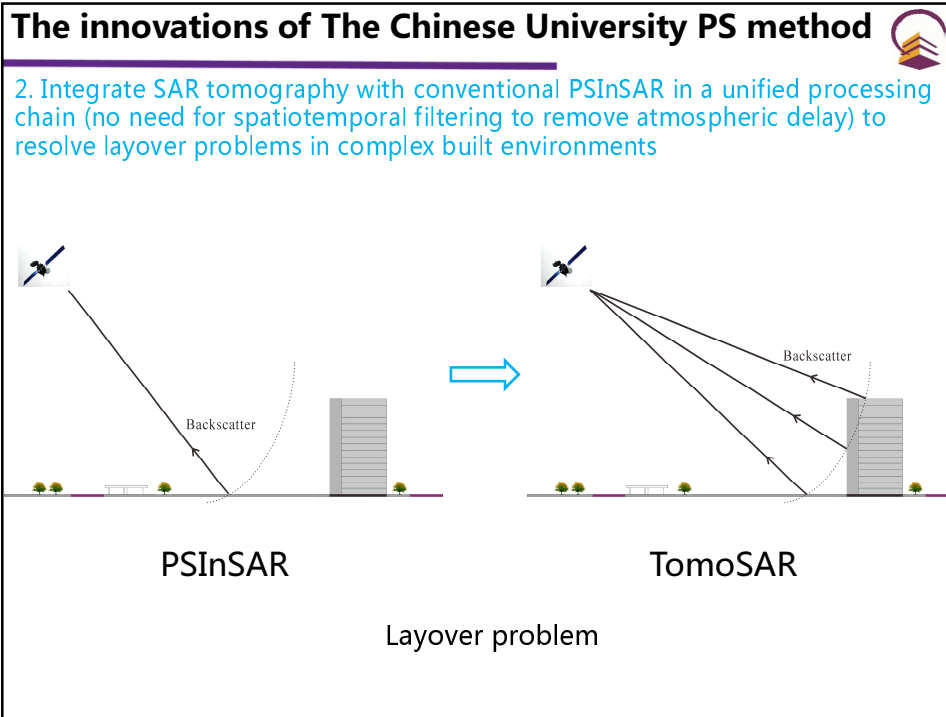 The innovations of The Chinese University PS method
2. Integrate SAR tomography with conventional PSInSAR in a unified processing
chain (no need for spatiotemporal filtering to remove atmospheric delay) to
resolve layover problems in complex built environments
Backscatter
Backscatter
PSInSAR
TomoSAR
Layover problem